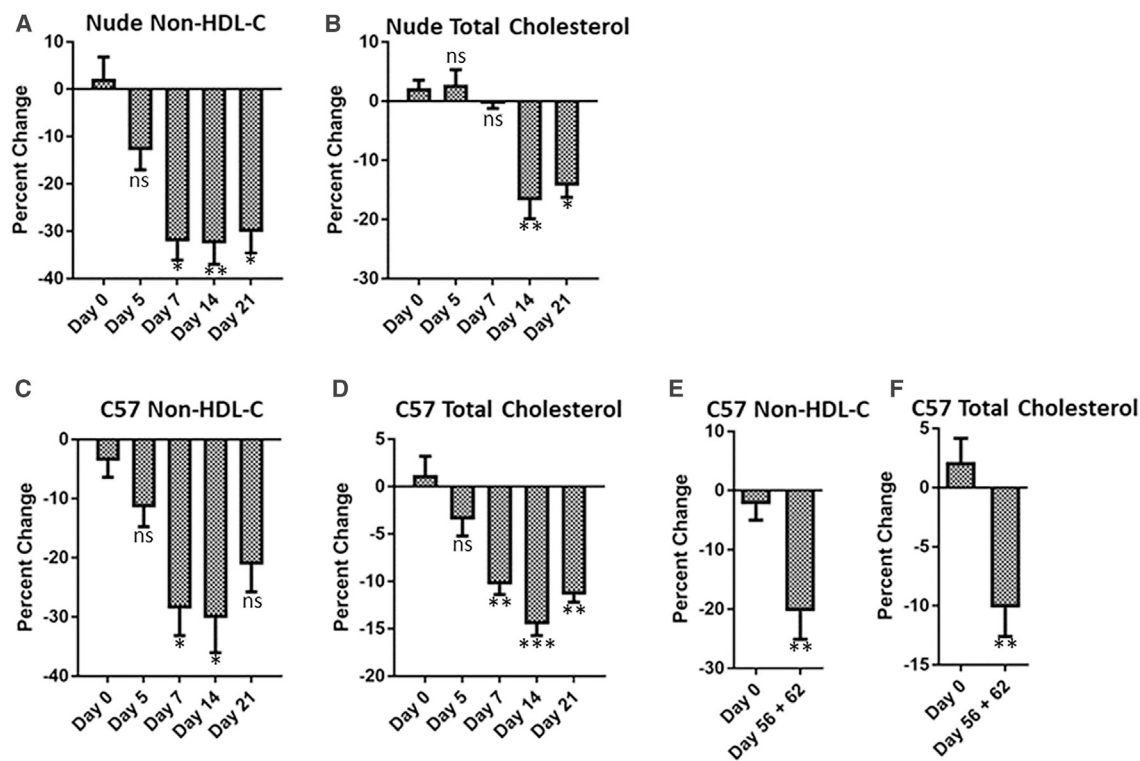 A
Nude Non-HDL-C
Percent Change
10
0
-10
-20
-30
-40
ns
*
**
*
Day 0
Day 5
Day 7
Day 14
Day 21
B
Nude Total Cholesterol
Percent Change
10
0
-10
-20
-30
ns
ns
**
*
Day 0
Day 5
Day 7
Day 14
Day 21
C
C57 Non-HDL-C
Percent Change
0
-10
-20
-30
-40
ns
*
*
ns
Day 0
Day 5
Day 7
Day 14
Day 21
D
C57 Total Cholesterol
Percent Change
5
0
-5
-10
-15
-20
ns
**
***
**
Day 0
Day 5
Day 7
Day 14
Day 21
E
C57 Non-HDL-C
Percent Change
10
0
-10
-20
-30
**
Day 0
Day 56 + 62
F
C57 Total Cholesterol
Percent Change
5
0
-5
-10
-15
**
Day 0
Day 56 + 62